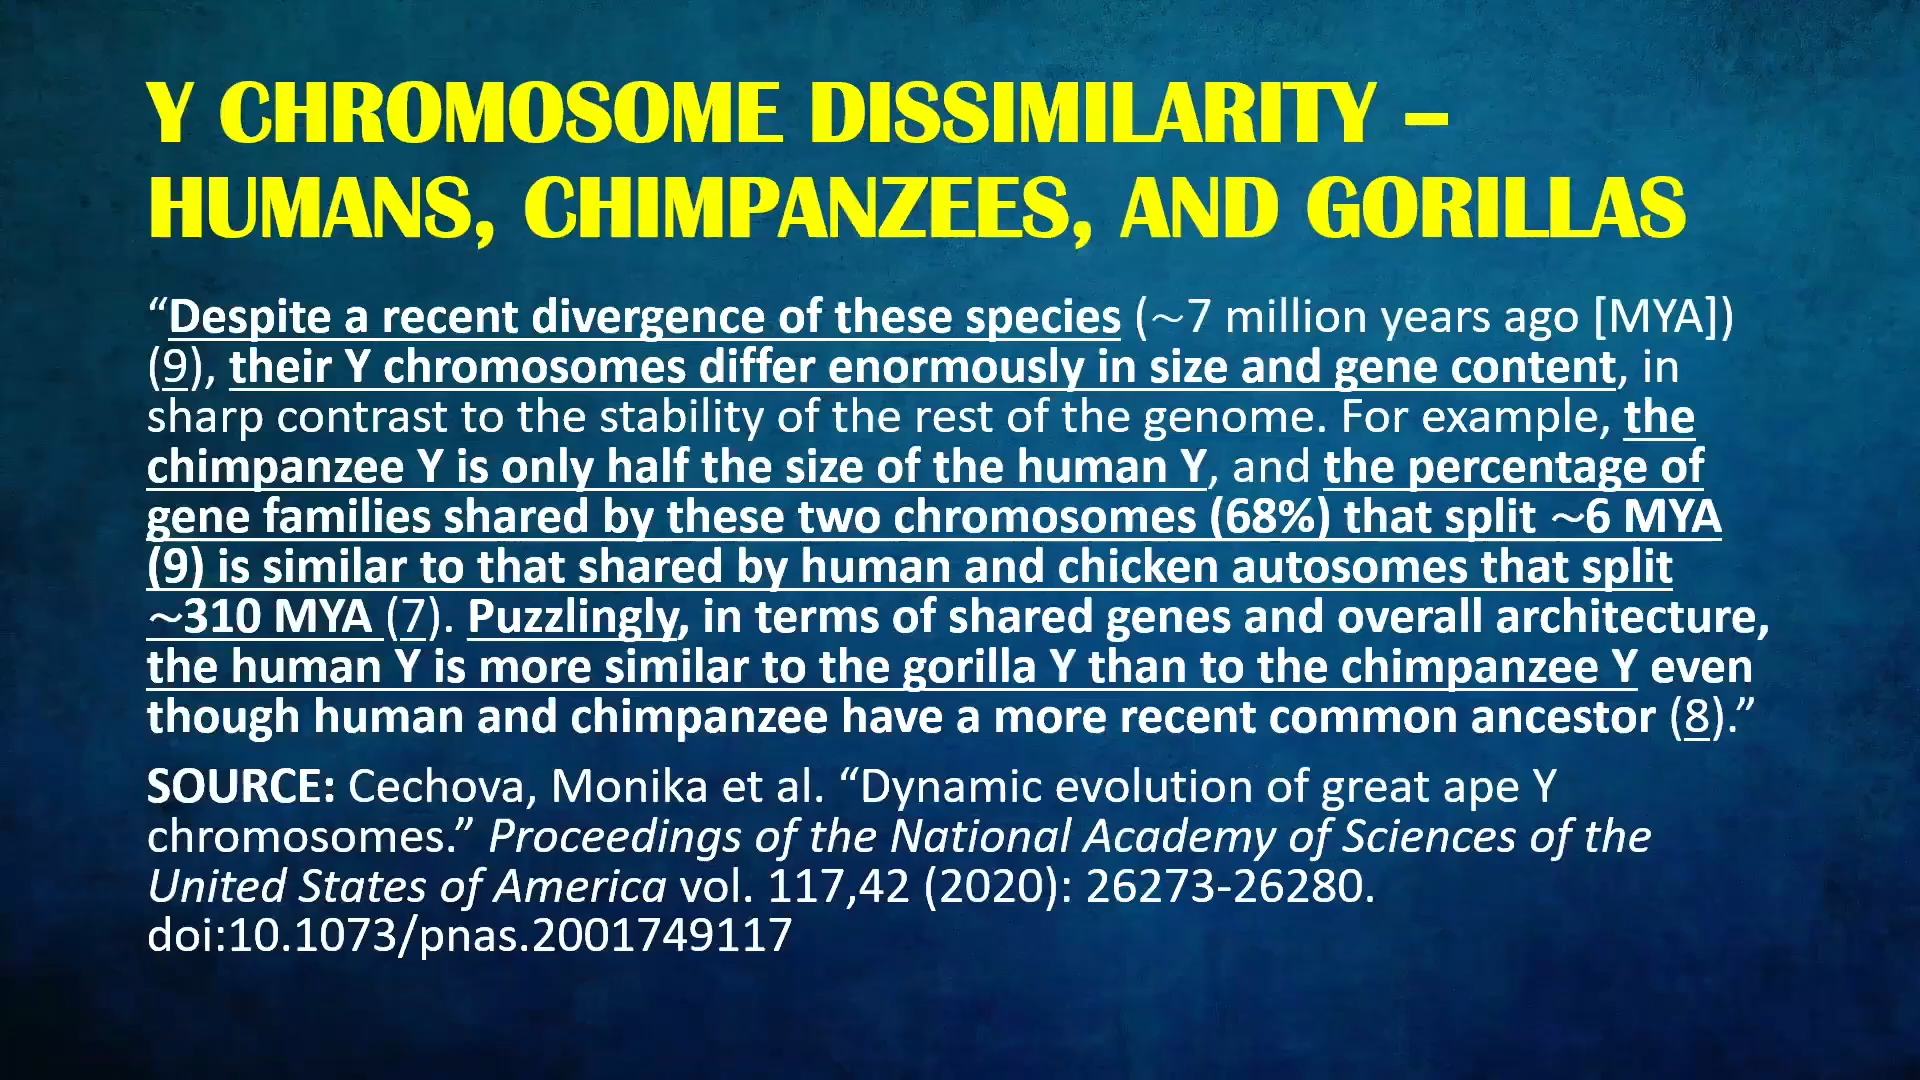 Y CHROMOSOME DISSIMILARITY –
HUMANS, CHIMPANZEES, AND GORILLAS
“Despite a recent divergence of these species (∼7 million years ago [MYA])
(9), their Y chromosomes differ enormously in size and gene content, in
sharp contrast to the stability of the rest of the genome. For example, the
chimpanzee Y is only half the size of the human Y, and the percentage of
gene families shared by these two chromosomes (68%) that split ∼6 MYA
(9) is similar to that shared by human and chicken autosomes that split
∼310 MYA (7). Puzzlingly, in terms of shared genes and overall architecture,
the human Y is more similar to the gorilla Y than to the chimpanzee Y even
though human and chimpanzee have a more recent common ancestor (8).”
SOURCE: Cechova, Monika et al. “Dynamic evolution of great ape Y
chromosomes.” Proceedings of the National Academy of Sciences of the
United States of America vol. 117,42 (2020): 26273-26280.
doi:10.1073/pnas.2001749117